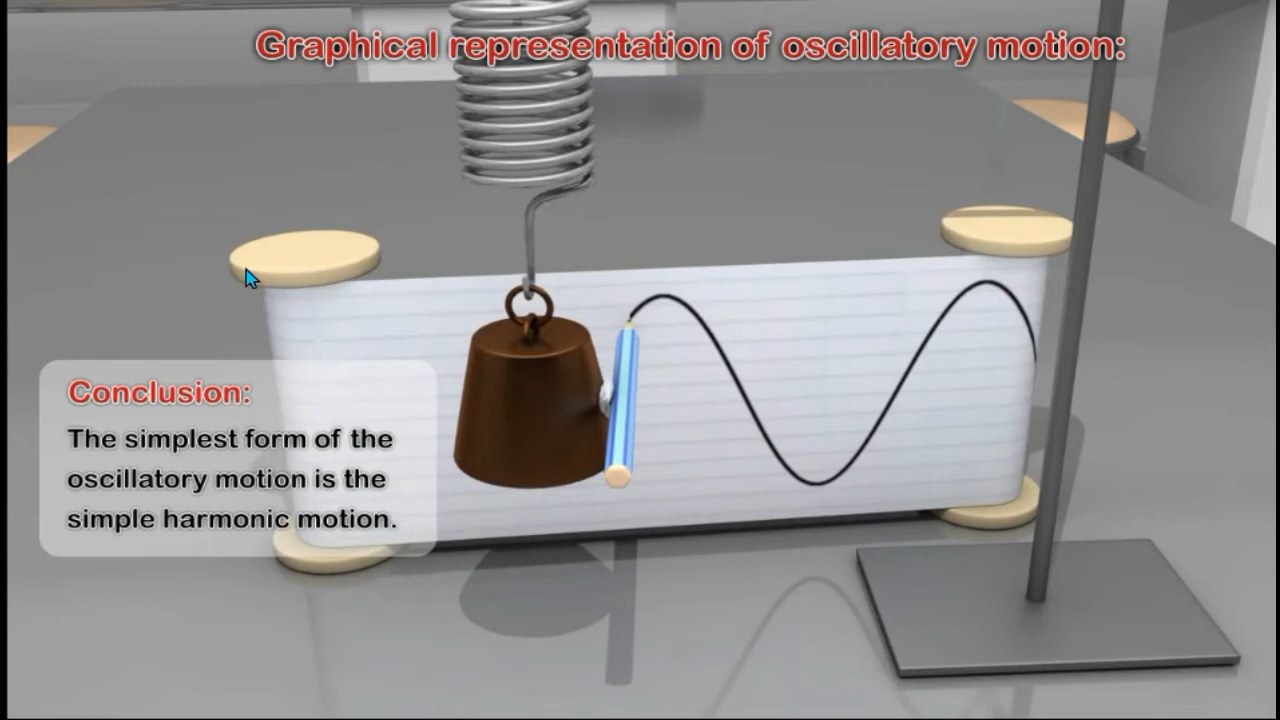 Graphical representation of oscillatory motion:
Conclusion:
The simplest form of the
oscillatory motion is the
simple harmonic motion.